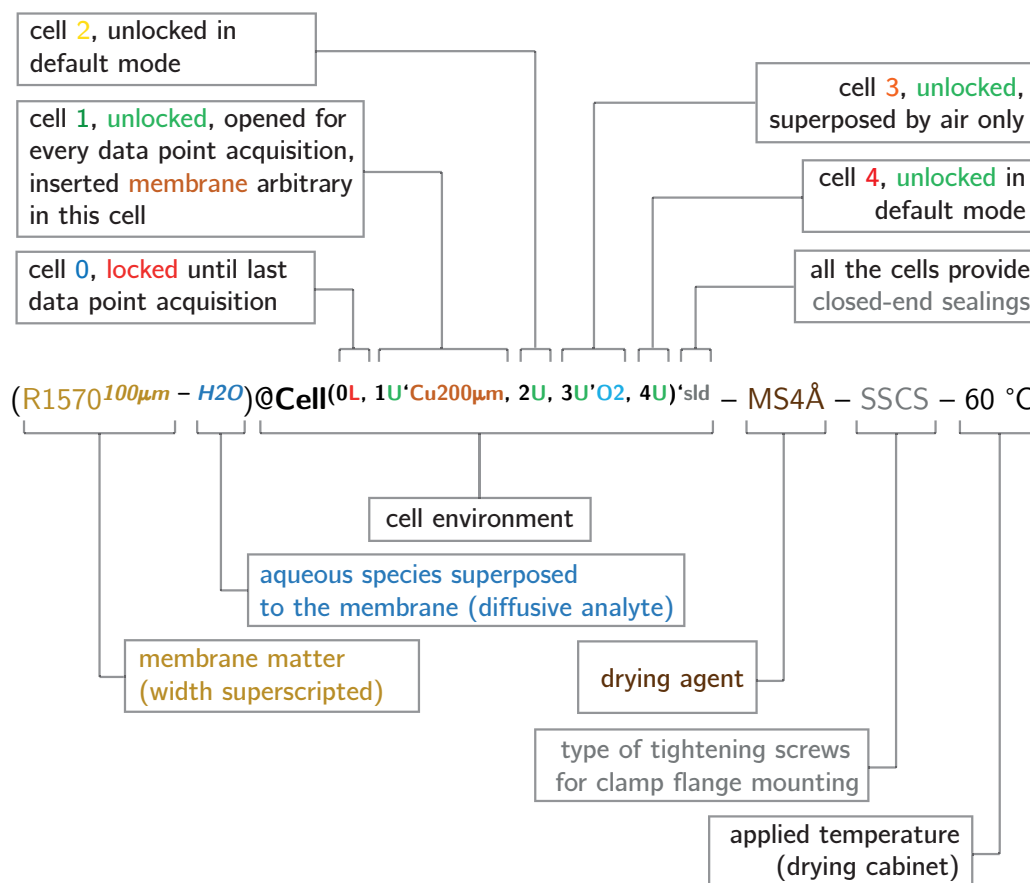 cell 2, unlocked in
default mode
cell 1, unlocked, opened for
every data point acquisition,
inserted membrane arbitrary
in this cell
cell 0, locked until last
data point acquisition
cell 3, unlocked,
superposed by air only
cell 4, unlocked in
default mode
all the cells provide
closed-end sealings
(R1570100μm – H2O)@Cell(0L, 1U‘Cu200μm, 2U, 3U’O2, 4U)‘sld – MS4Å – SSCS – 60 °C
cell environment
aqueous species superposed
to the membrane (diffusive analyte)
membrane matter
(width superscripted)
drying agent
type of tightening screws
for clamp flange mounting
applied temperature
(drying cabinet)